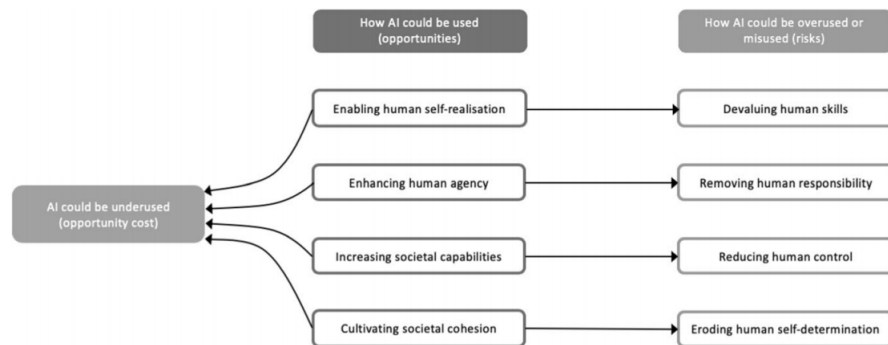 How AI could be used
(opportunities)
How AI could be overused or
misused (risks)
Enabling human self-realisation
Devaluing human skills
Enhancing human agency
Removing human responsibility
AI could be underused
(opportunity cost)
Increasing societal capabilities
Reducing human control
Cultivating societal cohesion
Eroding human self-determination